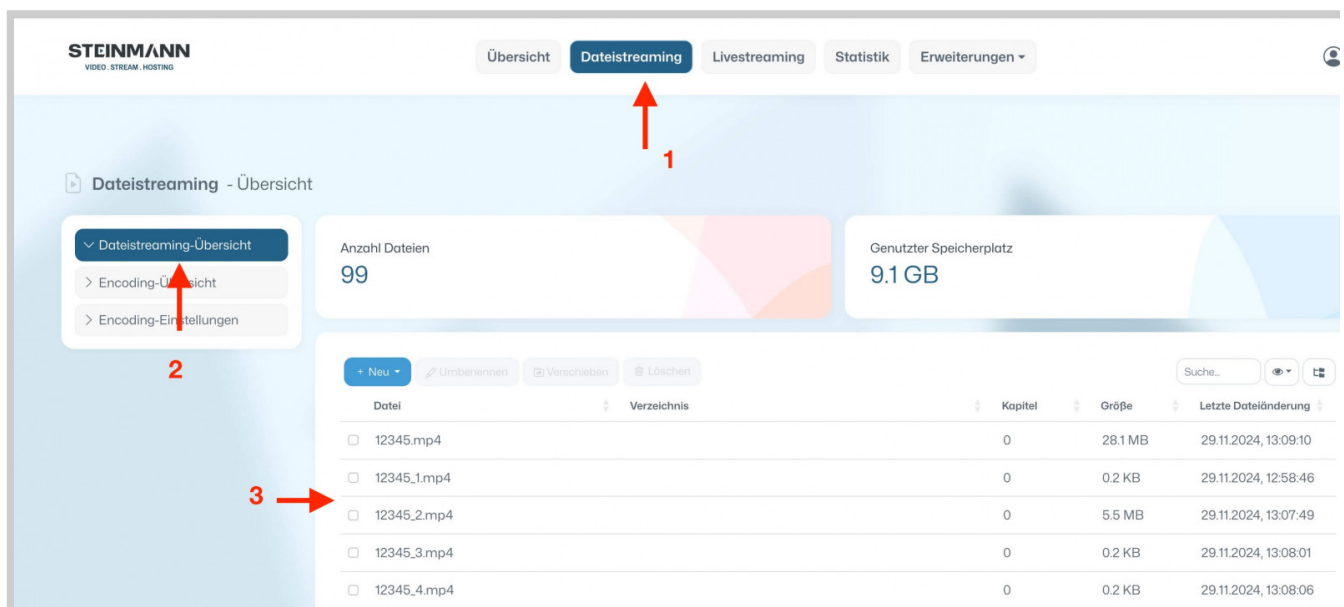 STEINMANN
VIDEO . STREAM . HOSTING
Übersicht Dateistreaming Livestreaming Statistik Erweiterungen
1
Dateistreaming - Übersicht
Dateistreaming-Übersicht
Encoding-Übersicht
Encoding-Einstellungen
2
Anzahl Dateien
99
Genutzter Speicherplatz
9.1 GB
+ Neu Umbenennen Verschieben Löschen Suche...
Datei Verzeichnis Kapitel Größe Letzte Dateiänderung
12345.mp4 0 28.1 MB 29.11.2024, 13:09:10
12345_1.mp4 0 0.2 KB 29.11.2024, 12:58:46
3
12345_2.mp4 0 5.5 MB 29.11.2024, 13:07:49
12345_3.mp4 0 0.2 KB 29.11.2024, 13:08:01
12345_4.mp4 0 0.2 KB 29.11.2024, 13:08:06